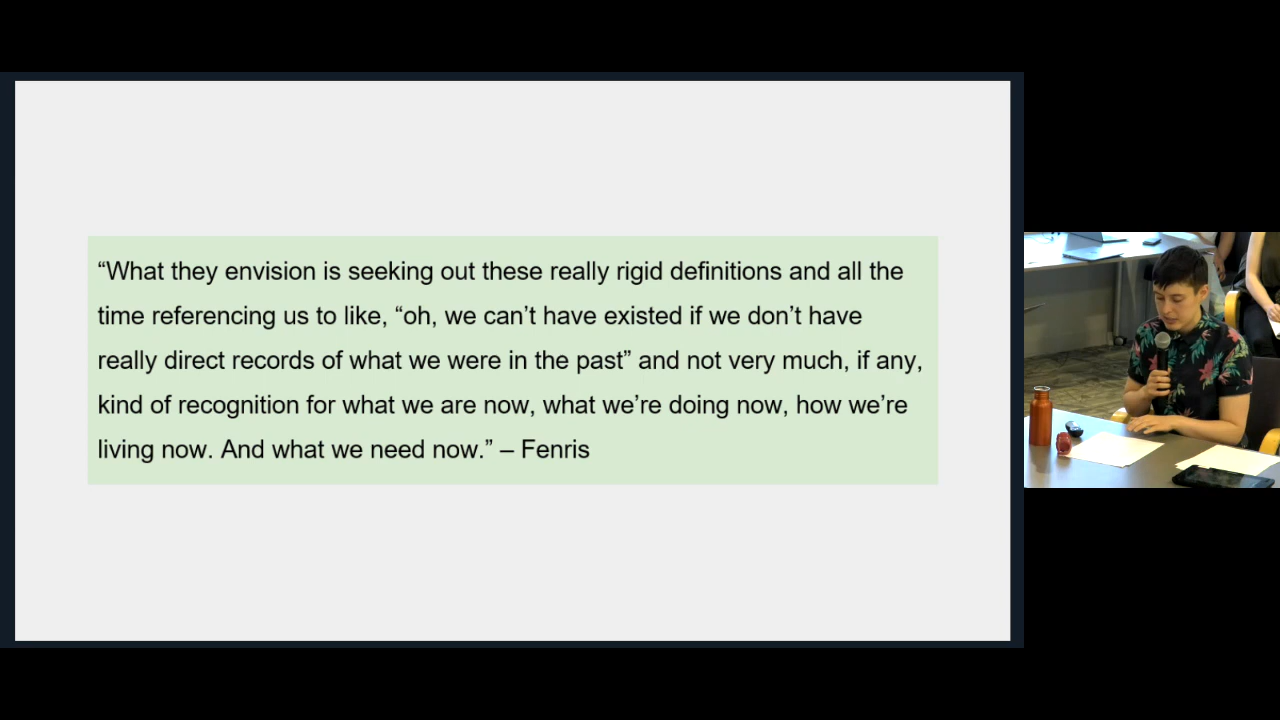 “What they envision is seeking out these really rigid definitions and all the
time referencing us to like, “oh, we can’t have existed if we don’t have
really direct records of what we were in the past” and not very much, if any,
kind of recognition for what we are now, what we’re doing now, how we’re
living now. And what we need now.” – Fenris